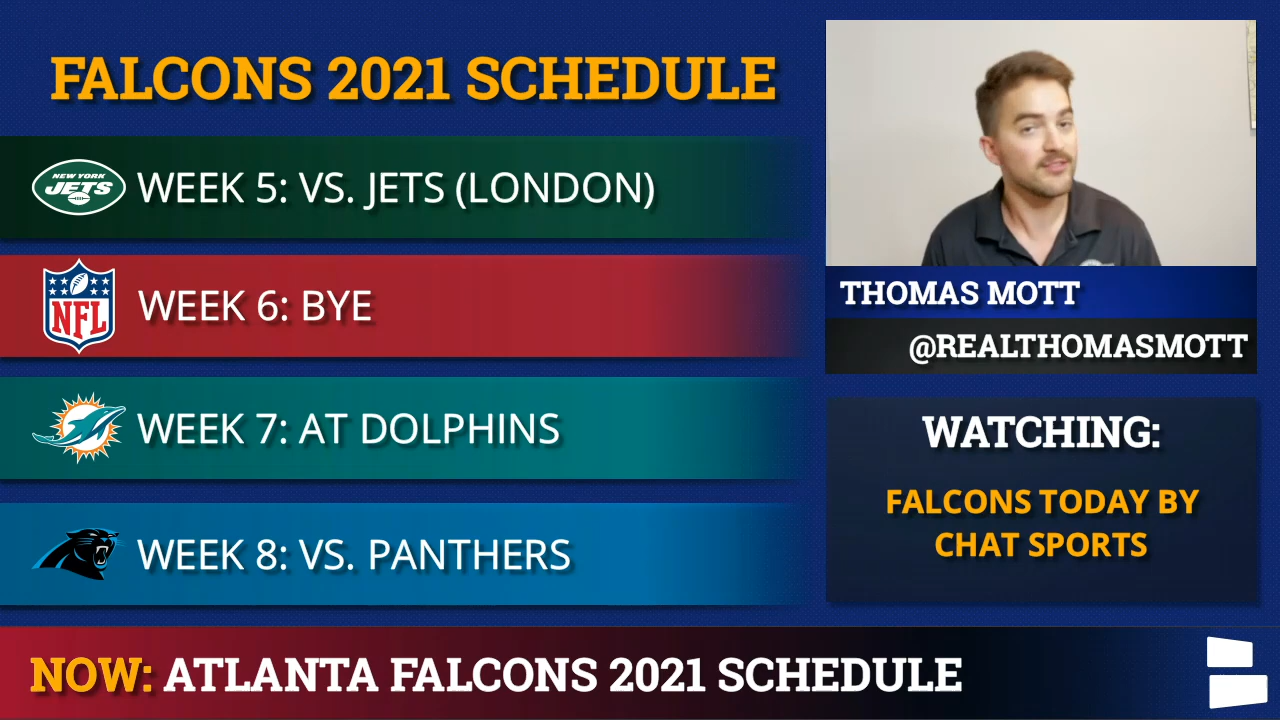 FALCONS 2021 SCHEDULE
NEW YORK
JETS
WEEK 5: VS. JETS (LONDON)
NFL
WEEK 6: BYE
WEEK 7: AT DOLPHINS
WEEK 8: VS. PANTHERS
THOMAS MOTT
@REALTHOMASMOTT
WATCHING:
FALCONS TODAY BY
CHAT SPORTS
NOW: ATLANTA FALCONS 2021 SCHEDULE